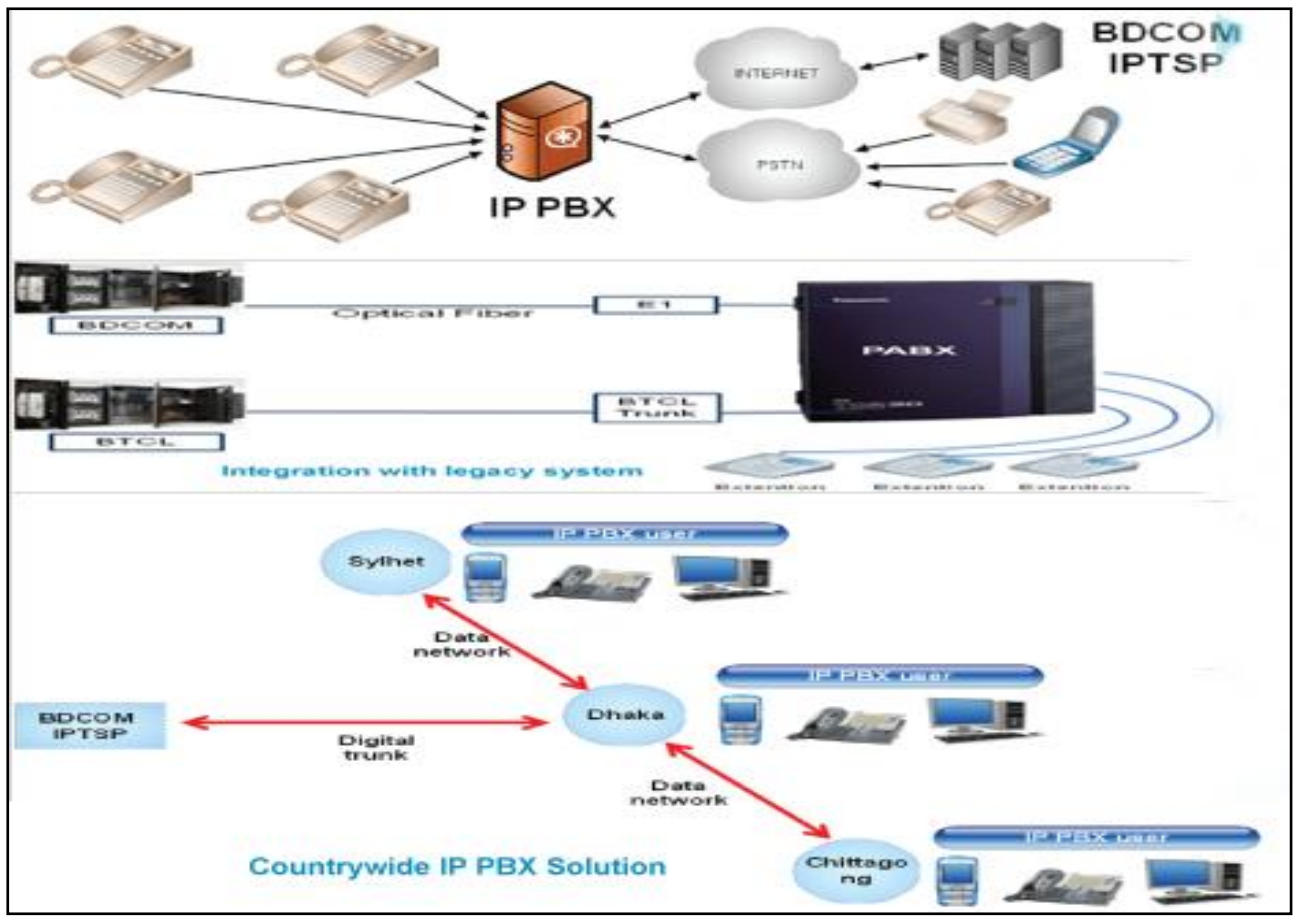 BDCOM
IPTSP
INTERNET
PSTN
IP PBX
BDCOM
Optical Fiber
E1
Panasonic
PABX
BTCL
BTCL
Trunk
Integration with legacy system
Extention
Extention
Extention
IP PBX user
Sylhet
Data
network
IP PBX user
BDCOM
IPTSP
Dhaka
Digital
trunk
Data
network
IP PBX user
Countrywide IP PBX Solution
Chittago
ng